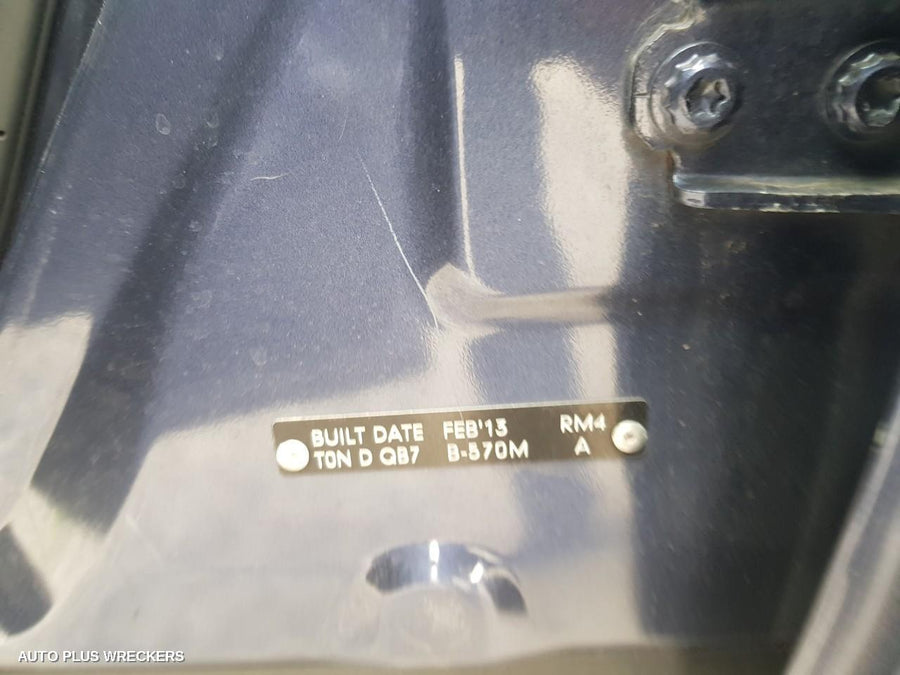 BUILT DATE FEB'13 RM4
T0N D QB7 B-570M A
AUTO PLUS WRECKERS